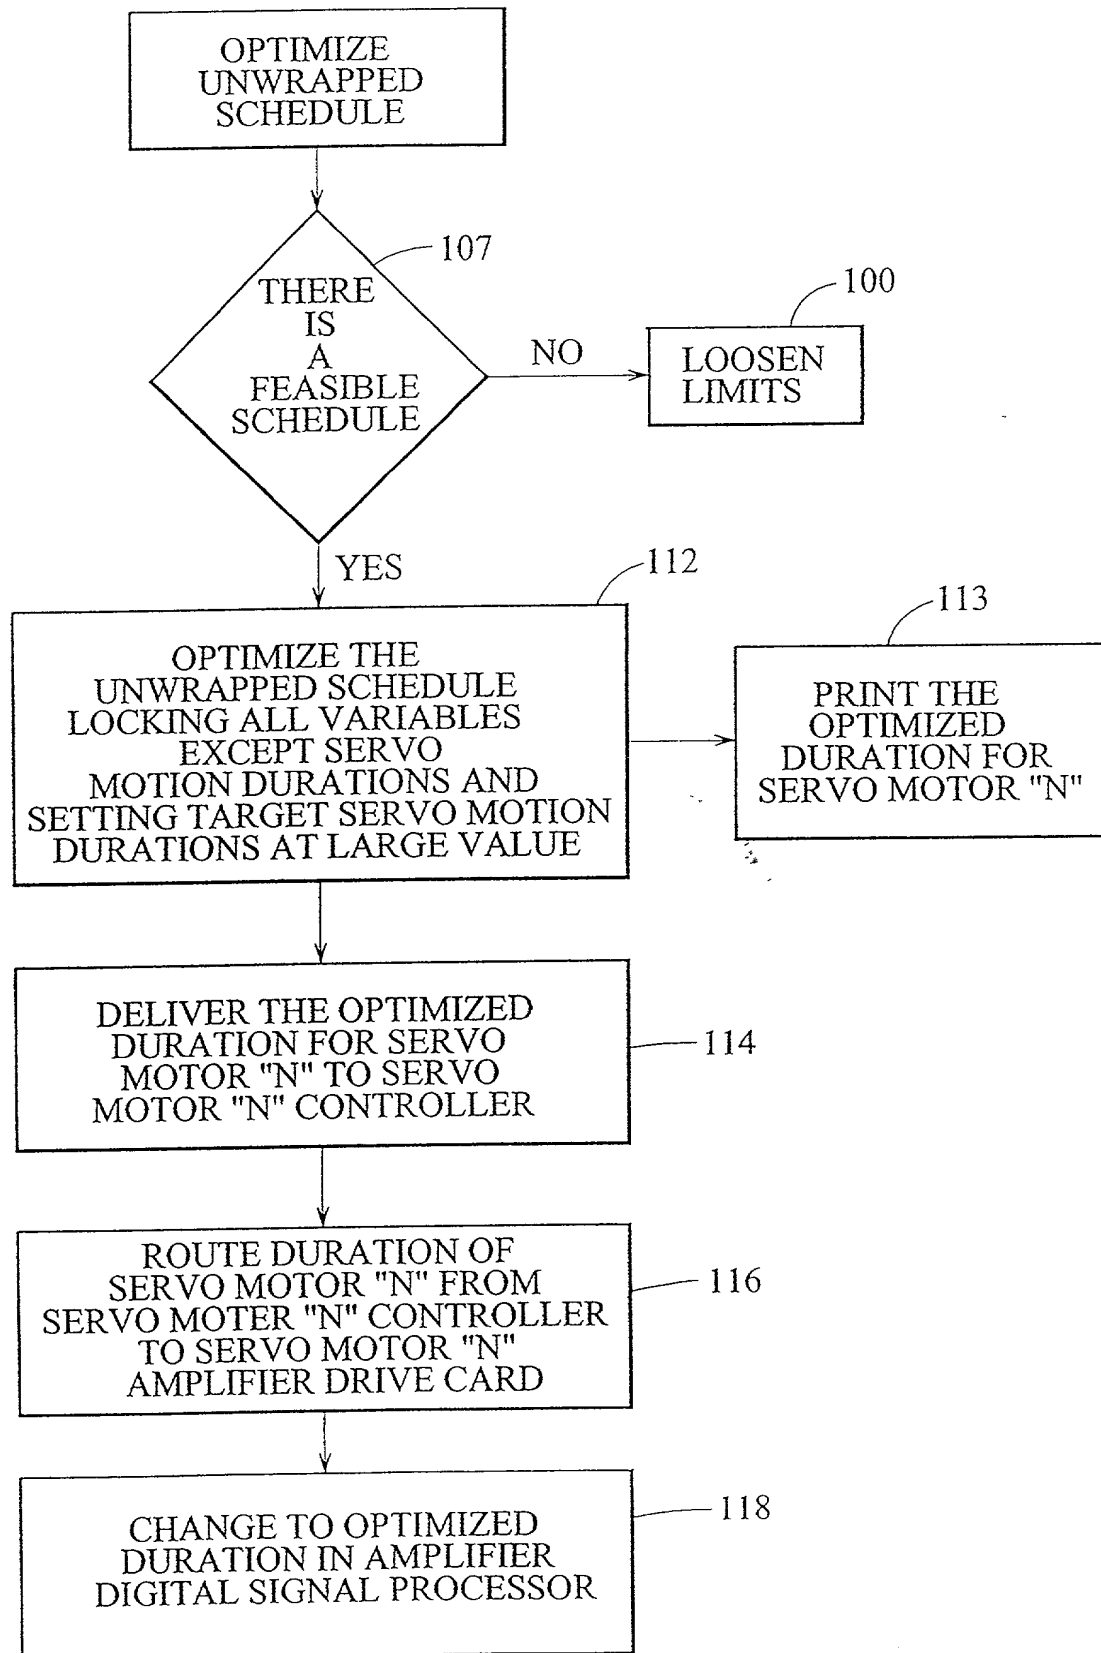 OPTIMIZE
UNWRAPPED
SCHEDULE
107
THERE
IS
A
FEASIBLE
SCHEDULE
NO
100
LOOSEN
LIMITS
YES
112
OPTIMIZE THE
UNWRAPPED SCHEDULE
LOCKING ALL VARIABLES
EXCEPT SERVO
MOTION DURATIONS AND
SETTING TARGET SERVO MOTION
DURATIONS AT LARGE VALUE
113
PRINT THE
OPTIMIZED
DURATION FOR
SERVO MOTOR "N"
DELIVER THE OPTIMIZED
DURATION FOR SERVO
MOTOR "N" TO SERVO
MOTOR "N" CONTROLLER
114
ROUTE DURATION OF
SERVO MOTOR "N" FROM
SERVO MOTER "N" CONTROLLER
TO SERVO MOTOR "N"
AMPLIFIER DRIVE CARD
116
CHANGE TO OPTIMIZED
DURATION IN AMPLIFIER
DIGITAL SIGNAL PROCESSOR
118